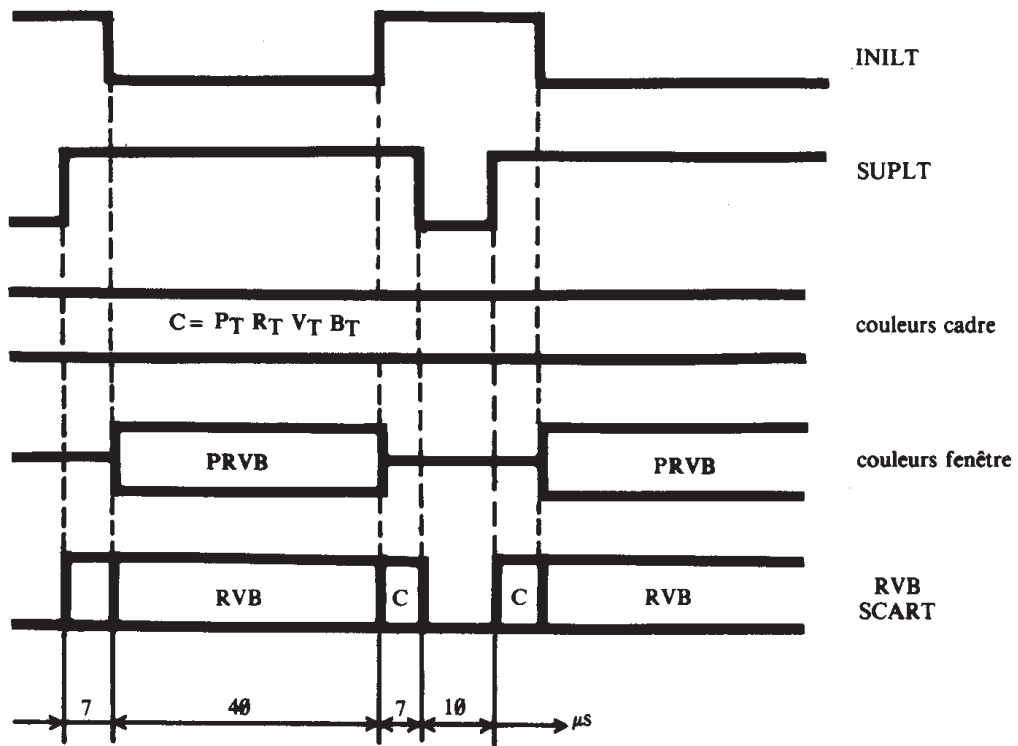 INILT
SUPLT
C = PT RT VT BT
couleurs cadre
PRVB
PRVB
couleurs fenêtre
RVB
C
C
RVB
RVB
SCART
7
40
7
10
µs